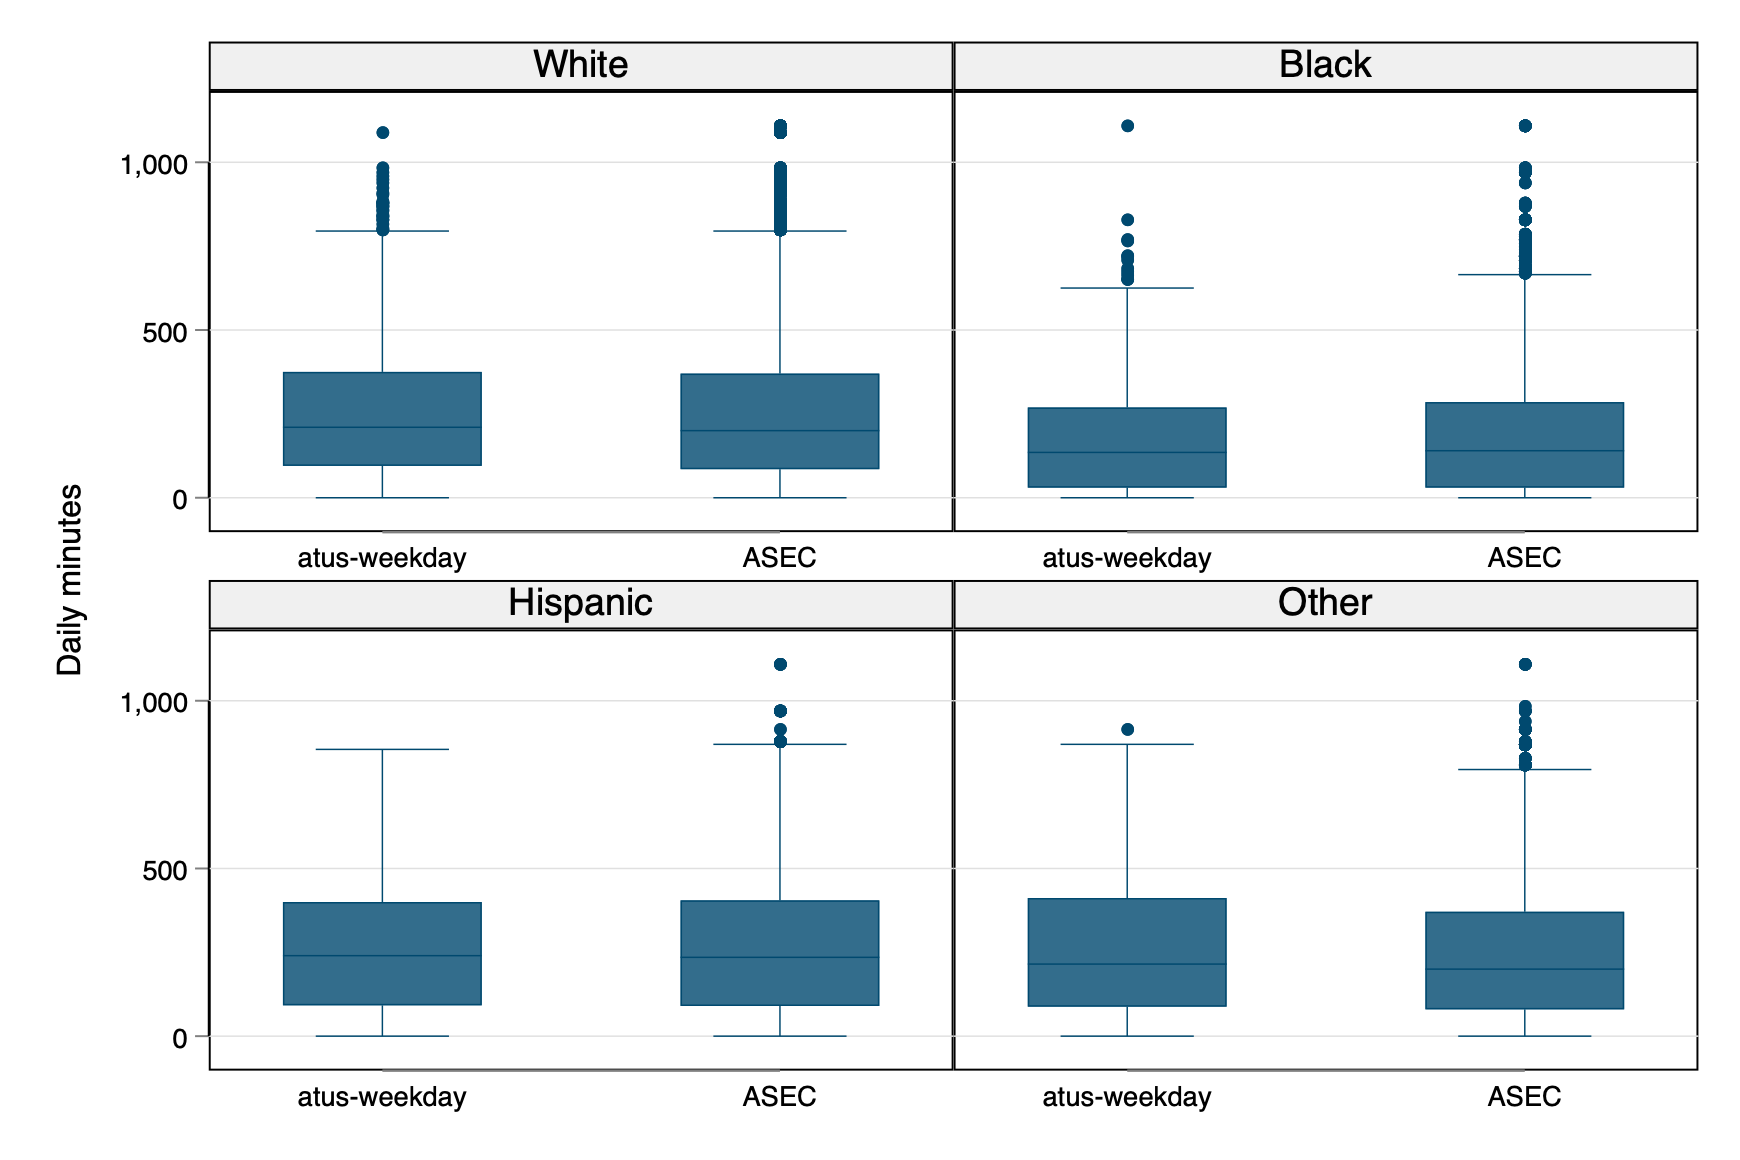 White
Black
1,000
500
0
atus-weekday
ASEC
atus-weekday
ASEC
Daily minutes
Hispanic
Other
1,000
500
0
atus-weekday
ASEC
atus-weekday
ASEC